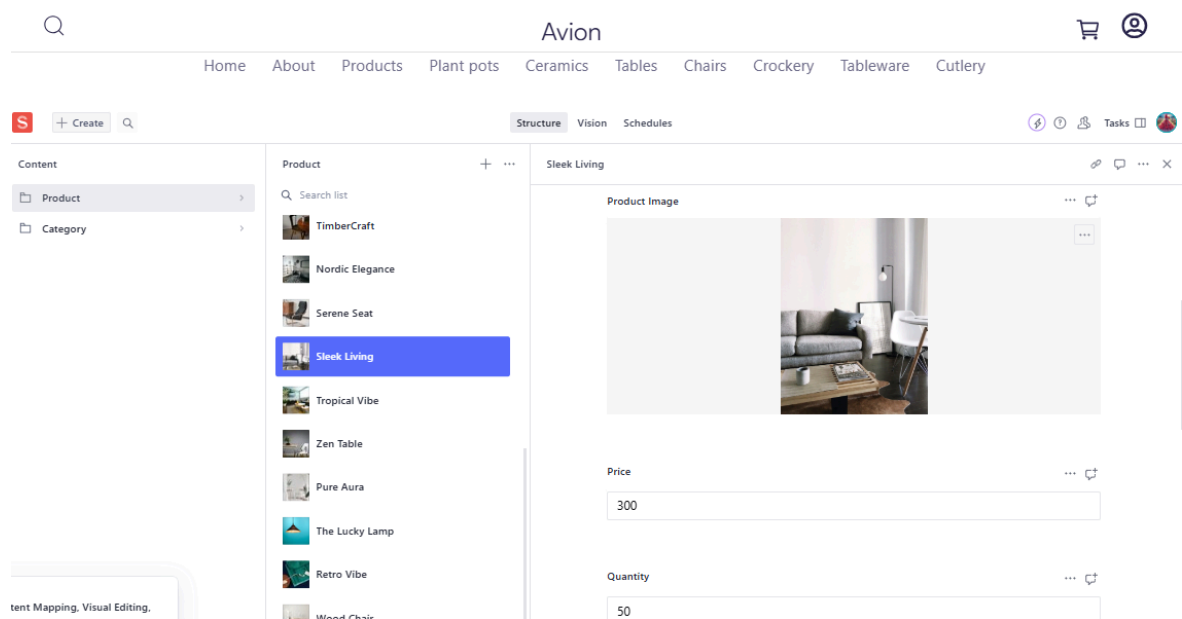 Avion
Home About Products Plant pots Ceramics Tables Chairs Crockery Tableware Cutlery
S + Create Structure Vision Schedules Tasks
Content
Product
Category
Product
Search list
TimberCraft
Nordic Elegance
Serene Seat
Sleek Living
Tropical Vibe
Zen Table
Pure Aura
The Lucky Lamp
Retro Vibe
Wood Chair
Sleek Living
Product Image
Price
300
Quantity
50
tent Mapping, Visual Editing,